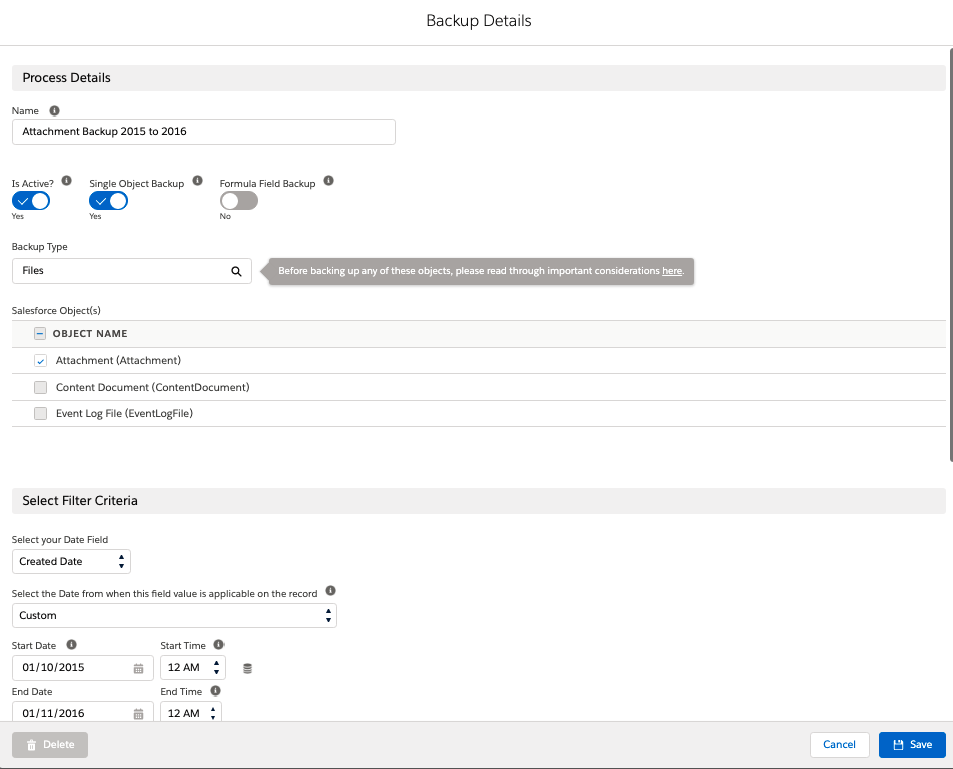 Backup Details
Process Details
Name
Attachment Backup 2015 to 2016
Is Active? Single Object Backup Formula Field Backup
Yes Yes No
Backup Type
Files
Before backing up any of these objects, please read through important considerations here.
Salesforce Object(s)
OBJECT NAME
Attachment (Attachment)
Content Document (ContentDocument)
Event Log File (EventLogFile)
Select Filter Criteria
Select your Date Field
Created Date
Select the Date from when this field value is applicable on the record
Custom
Start Date Start Time
01/10/2015 12 AM
End Date End Time
01/11/2016 12 AM
Delete Cancel Save